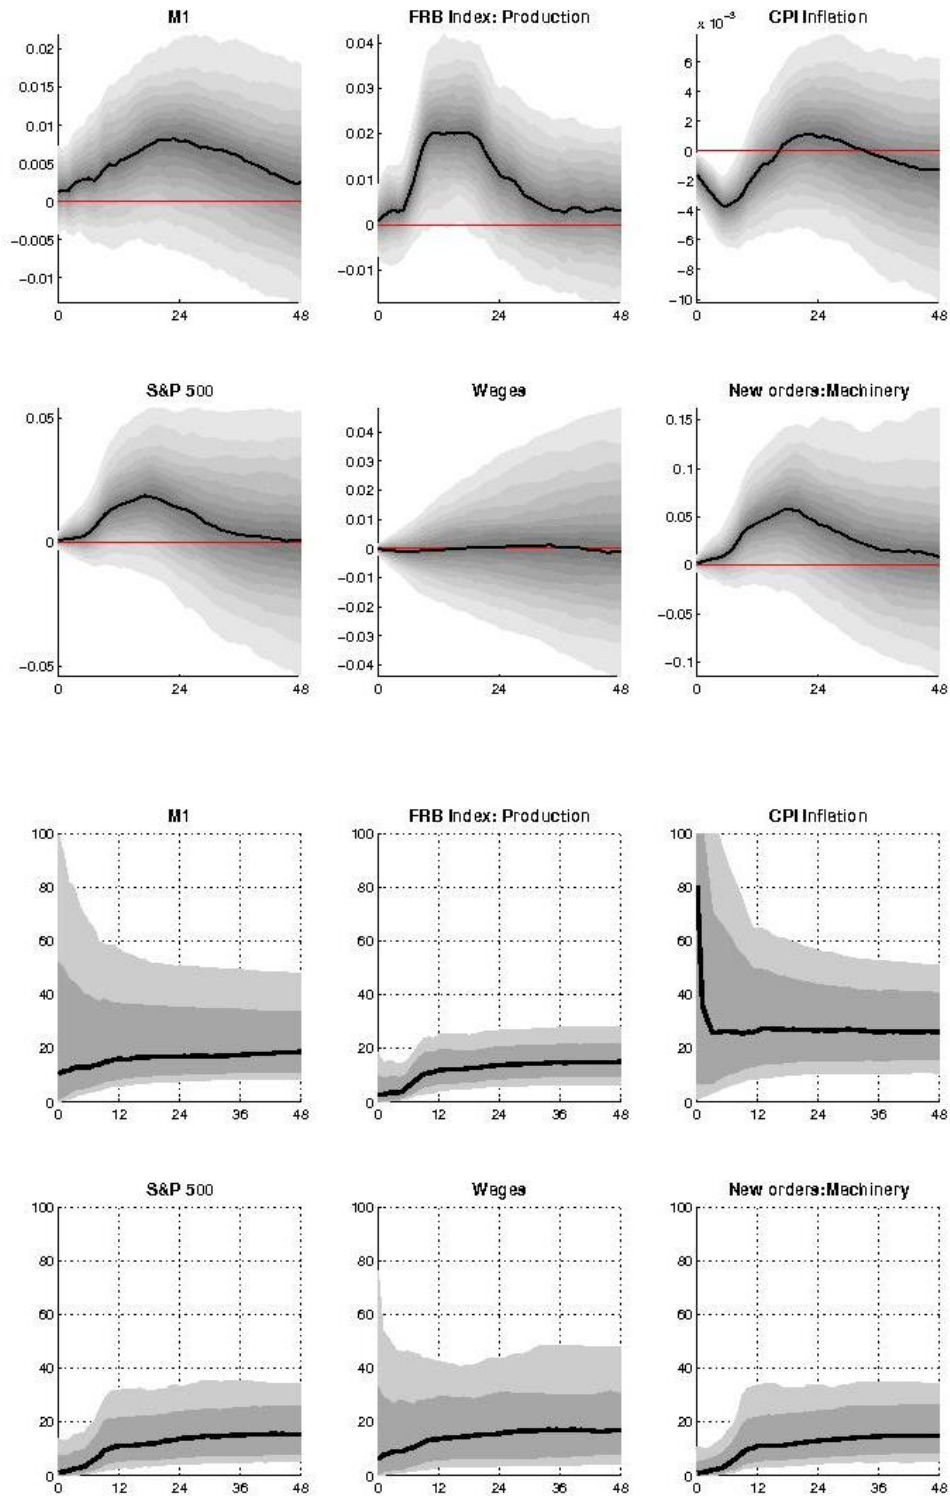 M1 FRB Index: Production CPI Inflation
x 10⁻³
0.02 0.04 6
0.015 0.03 4
0.01 0.02 2
0.005 0.01 0
0 0 −2
−0.005 −0.01 −4
−0.01 −6
−8
−10
0 24 48 0 24 48 0 24 48
S&P 500 Wages New orders:Machinery
0.05 0.04 0.15
0.03 0.1
0.02 0.05
0.01 0
0 0 −0.05
−0.01 −0.1
−0.02
−0.03
−0.05 −0.04
0 24 48 0 24 48 0 24 48
M1 FRB Index: Production CPI Inflation
100 100 100
80 80 80
60 60 60
40 40 40
20 20 20
0 0 0
0 12 24 36 48 0 12 24 36 48 0 12 24 36 48
S&P 500 Wages New orders:Machinery
100 100 100
80 80 80
60 60 60
40 40 40
20 20 20
0 0 0
0 12 24 36 48 0 12 24 36 48 0 12 24 36 48